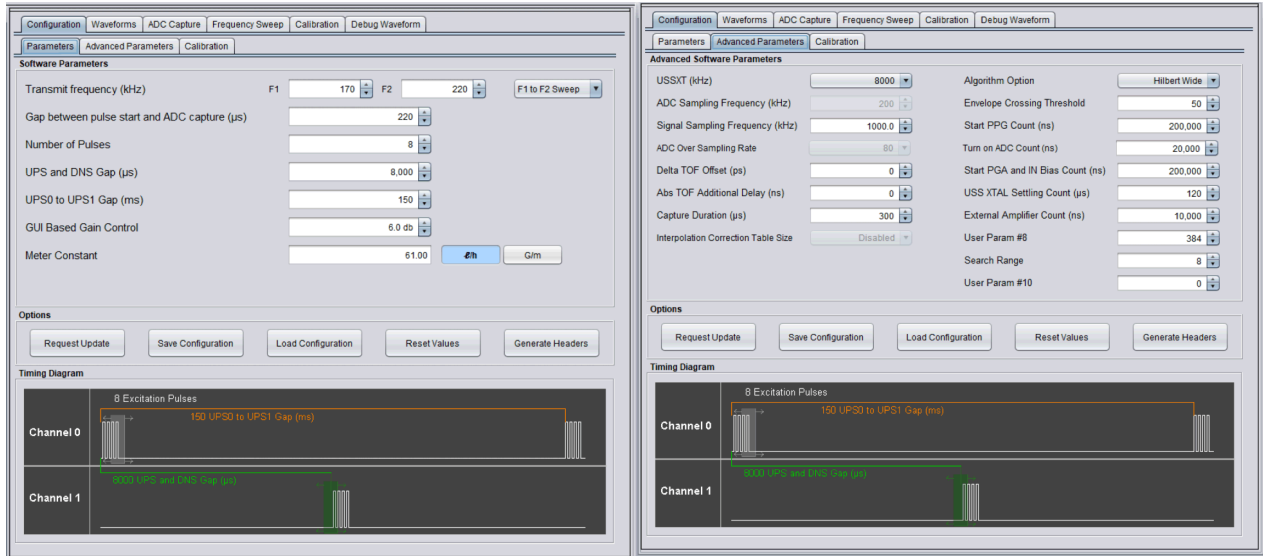 Configuration Waveforms ADC Capture Frequency Sweep Calibration Debug Waveform
Parameters Advanced Parameters Calibration
Software Parameters
Transmit frequency (kHz) F1 170 F2 220 F1 to F2 Sweep
Gap between pulse start and ADC capture (µs) 220
Number of Pulses 8
UPS and DNS Gap (µs) 8,000
UPS0 to UPS1 Gap (ms) 150
GUI Based Gain Control 6.0 db
Meter Constant 61.00 ℓ/h G/m
Options
Request Update Save Configuration Load Configuration Reset Values Generate Headers
Timing Diagram
8 Excitation Pulses
150 UPS0 to UPS1 Gap (ms)
Channel 0
8000 UPS and DNS Gap (µs)
Channel 1
Configuration Waveforms ADC Capture Frequency Sweep Calibration Debug Waveform
Parameters Advanced Parameters Calibration
Advanced Software Parameters
USSXT (kHz) 8000 Algorithm Option Hilbert Wide
ADC Sampling Frequency (kHz) 200 Envelope Crossing Threshold 50
Signal Sampling Frequency (kHz) 1000.0 Start PPG Count (ns) 200,000
ADC Over Sampling Rate 80 Turn on ADC Count (ns) 20,000
Delta TOF Offset (ps) 0 Start PGA and IN Bias Count (ns) 200,000
Abs TOF Additional Delay (ns) 0 USS XTAL Settling Count (µs) 120
Capture Duration (µs) 300 External Amplifier Count (ns) 10,000
Interpolation Correction Table Size Disabled User Param #8 384
Search Range 8
User Param #10 0
Options
Request Update Save Configuration Load Configuration Reset Values Generate Headers
Timing Diagram
8 Excitation Pulses
150 UPS0 to UPS1 Gap (ms)
Channel 0
8000 UPS and DNS Gap (µs)
Channel 1